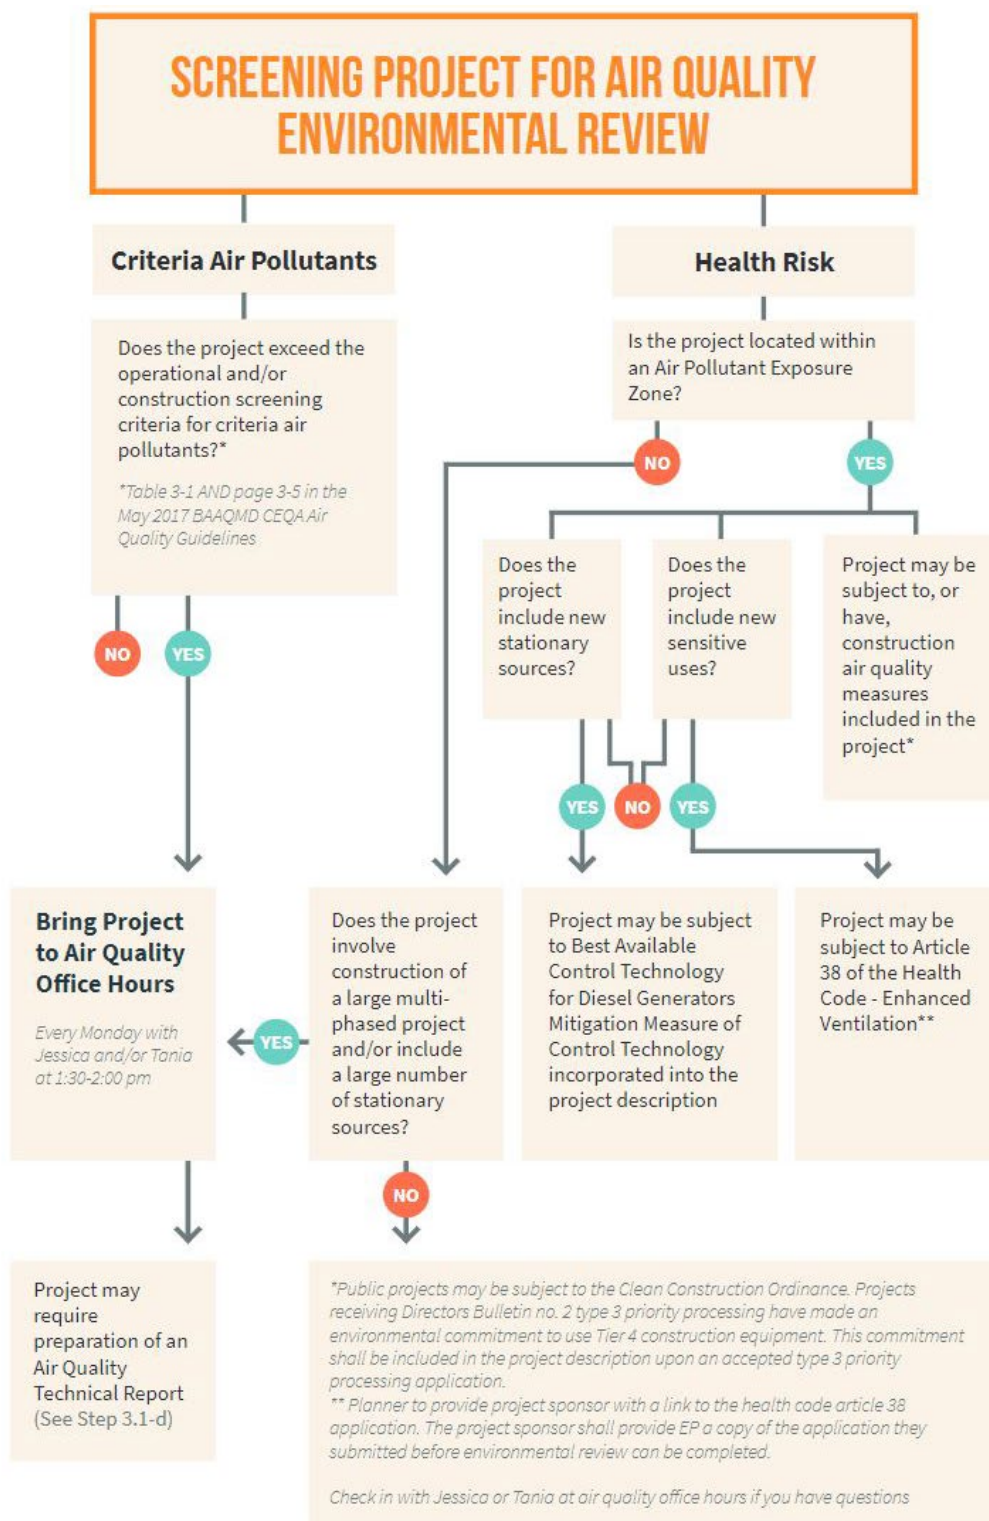 SCREENING PROJECT FOR AIR QUALITY
ENVIRONMENTAL REVIEW
Criteria Air Pollutants
Does the project exceed the
operational and/or
construction screening
criteria for criteria air
pollutants?*
*Table 3-1 AND page 3-5 in the
May 2017 BAAQMD CEQA Air
Quality Guidelines
NO
YES
Health Risk
Is the project located within
an Air Pollutant Exposure
Zone?
NO
YES
Does the
project
include new
stationary
sources?
Does the
project
include new
sensitive
uses?
Project may be
subject to, or
have,
construction
air quality
measures
included in the
project*
YES
NO
YES
Bring Project
to Air Quality
Office Hours
Every Monday with
Jessica and/or Tania
at 1:30-2:00 pm
YES
Does the project
involve
construction of
a large multi-
phased project
and/or include
a large number
of stationary
sources?
Project may be subject
to Best Available
Control Technology
for Diesel Generators
Mitigation Measure of
Control Technology
incorporated into the
project description
Project may be
subject to Article
38 of the Health
Code - Enhanced
Ventilation**
NO
Project may
require
preparation of an
Air Quality
Technical Report
(See Step 3.1-d)
*Public projects may be subject to the Clean Construction Ordinance. Projects
receiving Directors Bulletin no. 2 type 3 priority processing have made an
environmental commitment to use Tier 4 construction equipment. This commitment
shall be included in the project description upon an accepted type 3 priority
processing application.
** Planner to provide project sponsor with a link to the health code article 38
application. The project sponsor shall provide EP a copy of the application they
submitted before environmental review can be completed.
Check in with Jessica or Tania at air quality office hours if you have questions